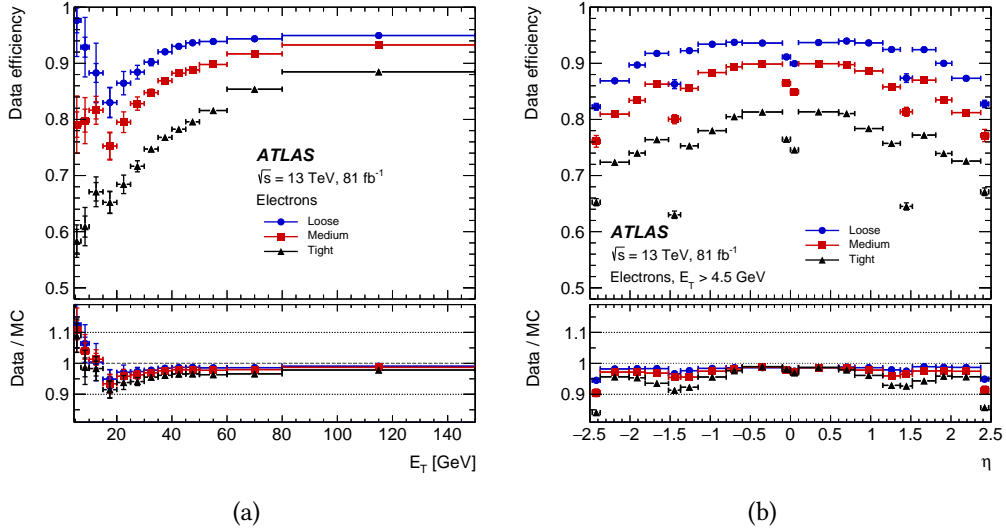 Data efficiency
1
0.9
0.8
0.7
0.6
0.5
ATLAS
√s = 13 TeV, 81 fb⁻¹
Electrons
Loose
Medium
Tight
Data / MC
1.1
1
0.9
20 40 60 80 100 120 140
E_T [GeV]
(a)
Data efficiency
1
0.9
0.8
0.7
0.6
0.5
ATLAS
√s = 13 TeV, 81 fb⁻¹
Electrons, E_T > 4.5 GeV
Loose
Medium
Tight
Data / MC
1.1
1
0.9
−2.5 −2 −1.5 −1 −0.5 0 0.5 1 1.5 2 2.5
η
(b)